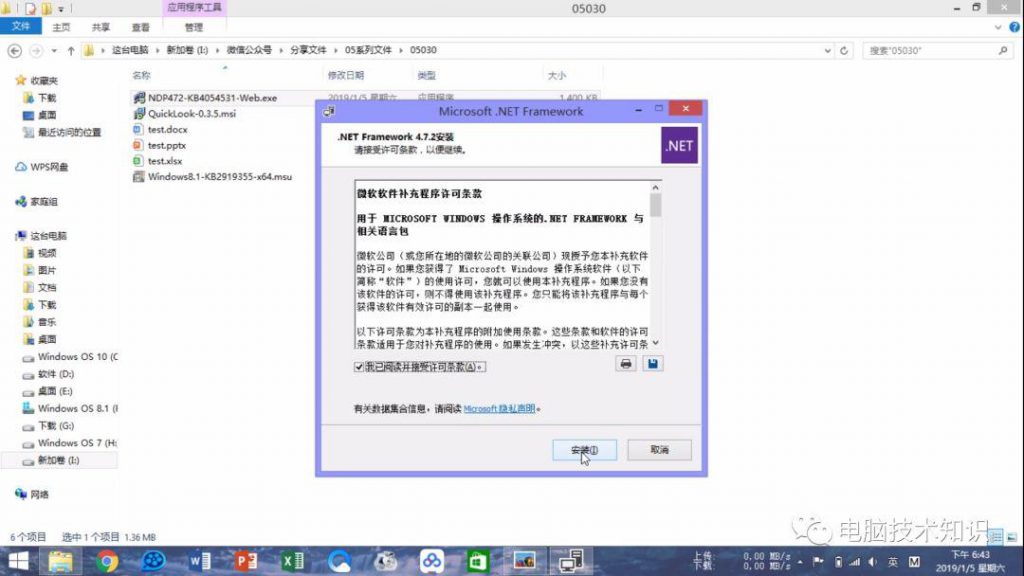 应用程序工具
05030
文件
主页
共享
查看
管理
这台电脑
新加卷 (I:)
微信公众号
分享文件
05系列文件
05030
搜索"05030"
收藏夹
下载
桌面
最近访问的位置
WPS网盘
家庭组
这台电脑
视频
图片
文档
下载
音乐
桌面
Windows OS 10 (C
软件 (D:)
桌面 (E:)
Windows OS 8.1 (F
下载 (G:)
Windows OS 7 (H:
新加卷 (I:)
网络
名称 修改日期 类型 大小
NDP472-KB4054531-Web.exe 2019/1/5 星期六 应用程序 1,400 KB
QuickLook-0.3.5.msi
test.docx
test.pptx
test.xlsx
Windows8.1-KB2919355-x64.msu
Microsoft .NET Framework
.NET Framework 4.7.2安装
请接受许可条款，以便继续。
.NET
微软软件补充程序许可条款
用于 MICROSOFT WINDOWS 操作系统的.NET FRAMEWORK 与
相关语言包
微软公司（或您所在地的微软公司的关联公司）现授予您本补充软件
的许可。如果您获得了 Microsoft Windows 操作系统软件（以下
简称“软件”）的使用许可，您就可以使用本补充程序。如果您没有
该软件的许可，则不得使用该补充程序。您只能将该补充程序与每个
获得该软件有效许可的副本一起使用。
以下许可条款为本补充程序的附加使用条款。这些条款和软件的许可
条款适用于您对补充程序的使用。如果发生冲突，以这些补充许可条
我已阅读并接受许可条款(A)。
有关数据集合信息，请阅读 Microsoft 隐私声明。
安装(I)
取消
6 个项目 选中 1 个项目 1.36 MB
电脑技术知识
上传: 0.00 MB/s
下载: 0.00 MB/s
英
M
下午 6:43
2019/1/5 星期六